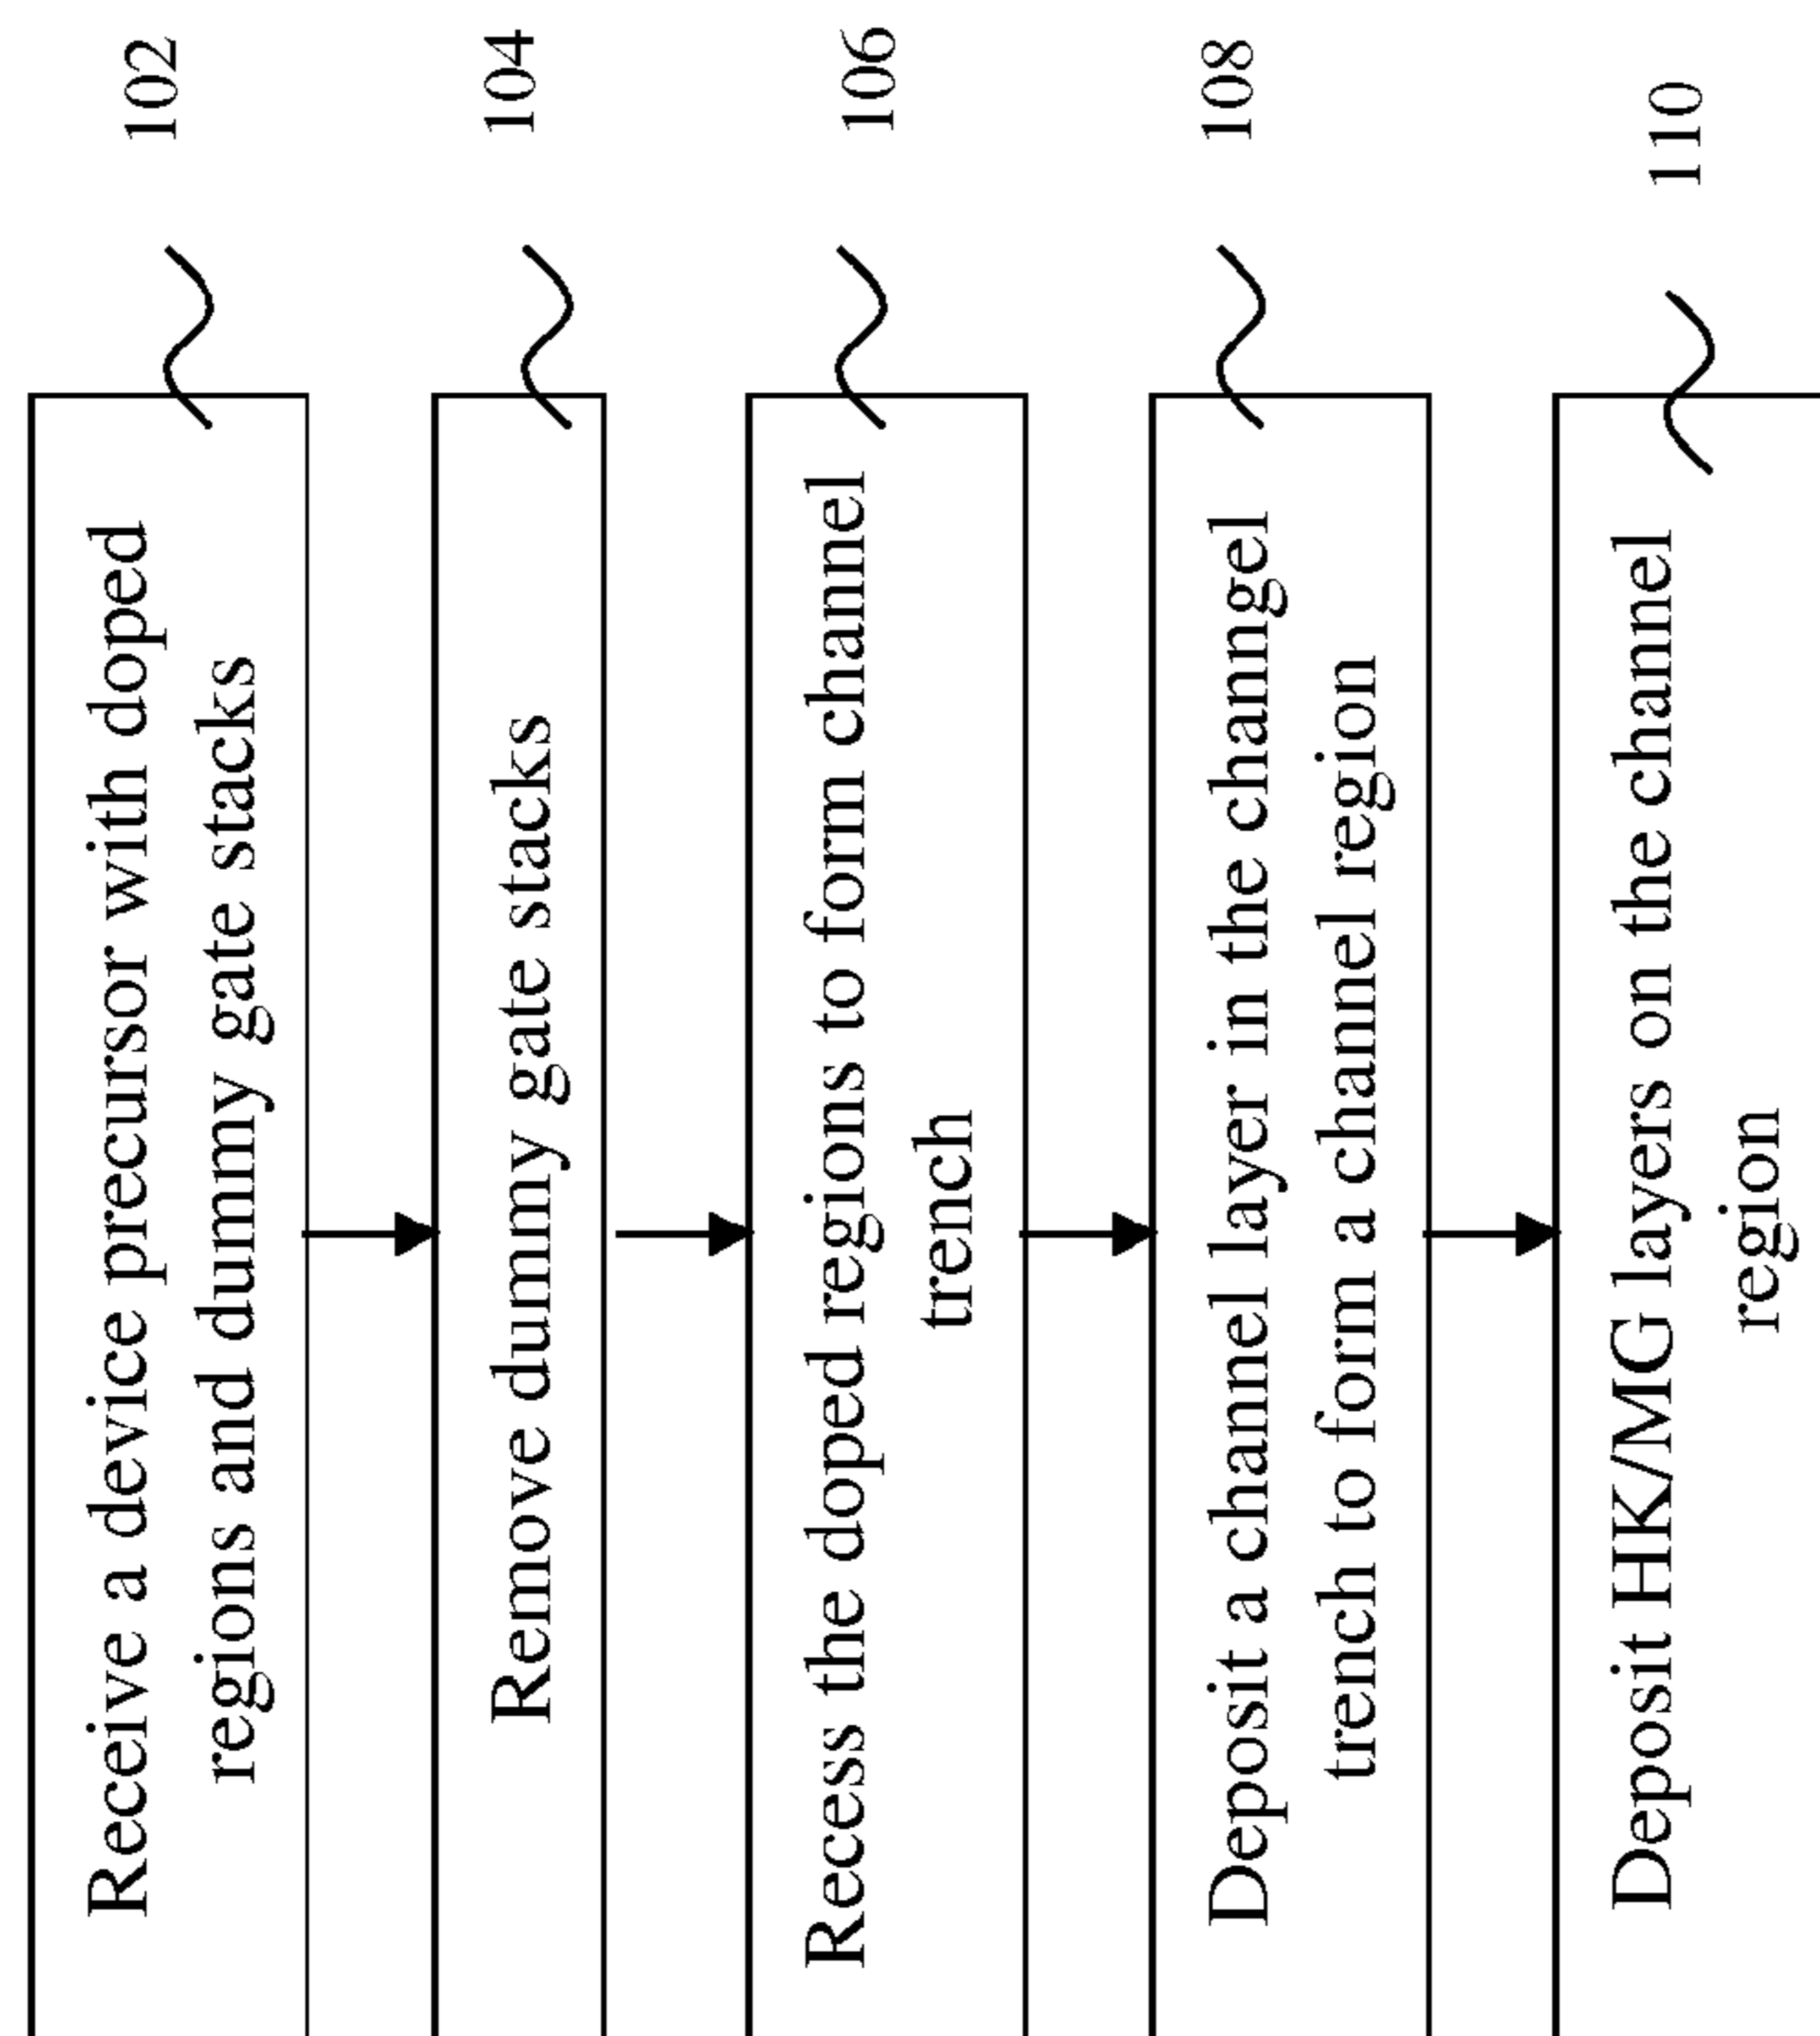 Receive a device precursor with doped
regions and dummy gate stacks
102
Remove dummy gate stacks
104
Recess the doped regions to form channel
trench
106
Deposit a channel layer in the changel
trench to form a channel region
108
Deposit HK/MG layers on the channel
region
110